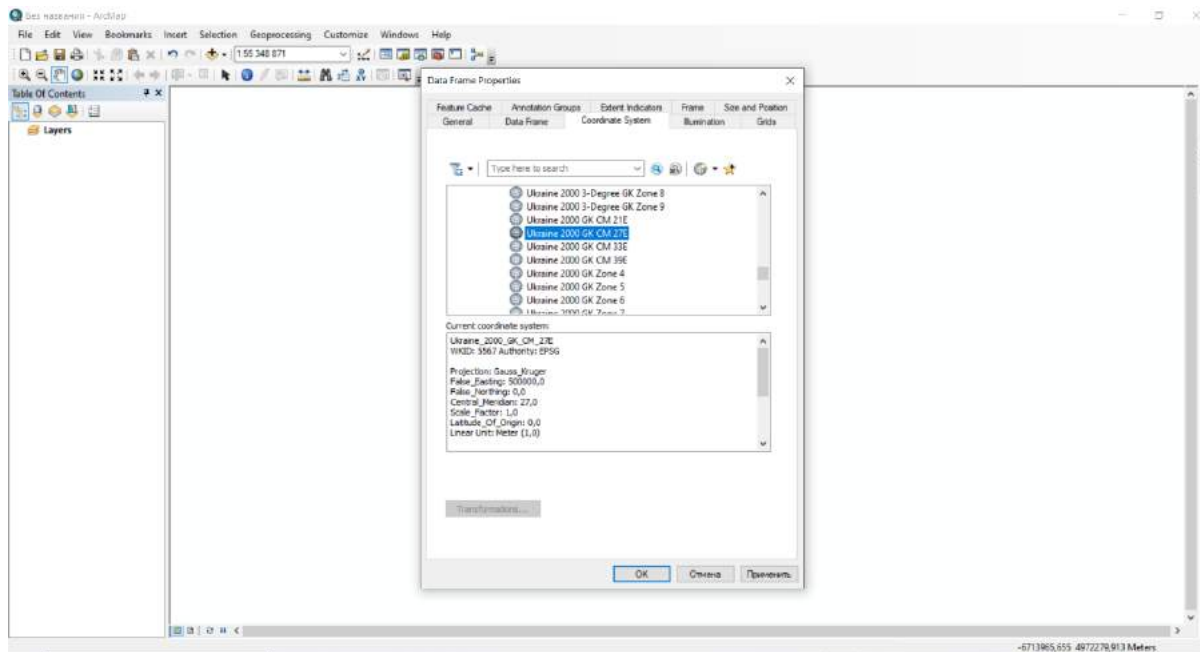 Без названия - ArcMap
File Edit View Bookmarks Insert Selection Geoprocessing Customize Windows Help
1:55 348 871
Table Of Contents
Layers
Data Frame Properties
Feature Cache Annotation Groups Extent Indicators Frame Size and Position
General Data Frame Coordinate System Illumination Grids
Type here to search
Ukraine 2000 3-Degree GK Zone 8
Ukraine 2000 3-Degree GK Zone 9
Ukraine 2000 GK CM 21E
Ukraine 2000 GK CM 27E
Ukraine 2000 GK CM 33E
Ukraine 2000 GK CM 39E
Ukraine 2000 GK Zone 4
Ukraine 2000 GK Zone 5
Ukraine 2000 GK Zone 6
Ukraine 2000 GK Zone 7
Current coordinate system:
Ukraine_2000_GK_CM_27E
WKID: 5567 Authority: EPSG
Projection: Gauss_Kruger
False_Easting: 500000,0
False_Northing: 0,0
Central_Meridian: 27,0
Scale_Factor: 1,0
Latitude_Of_Origin: 0,0
Linear Unit: Meter (1,0)
Transformations...
OK Отмена Применить
-6713965,655 4972279,913 Meters